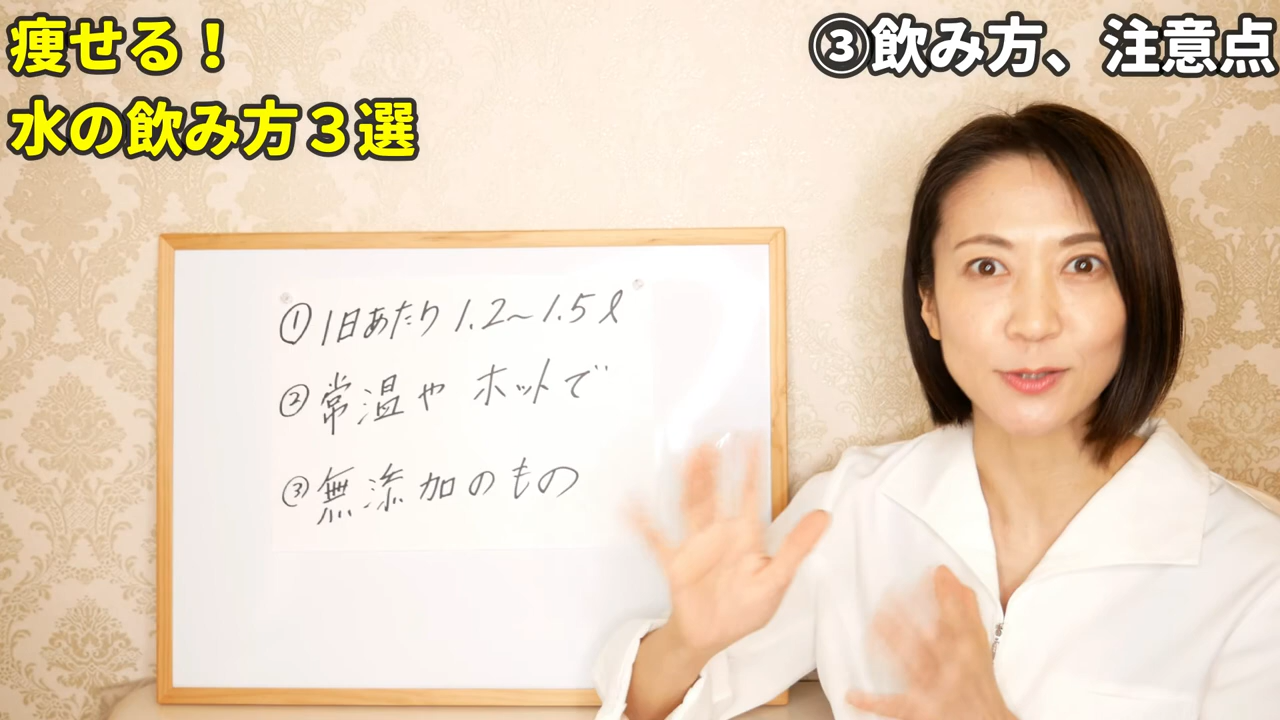 痩せる！
水の飲み方３選
③飲み方、注意点
① 1日あたり 1.2～1.5ℓ
② 常温や ホットで
③ 無添加のもの